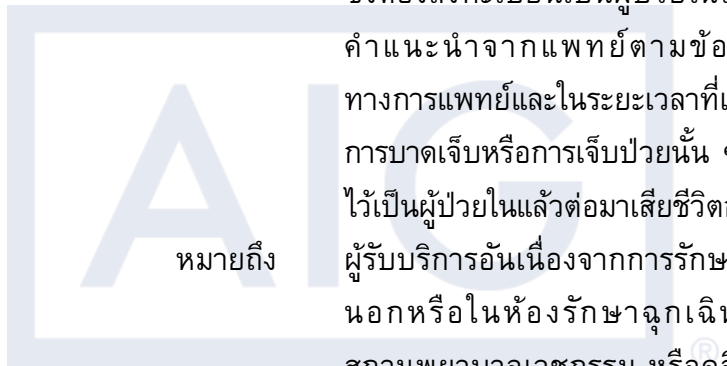 คำแนะนำจากแพทย์ตามข้อ
ทางการแพทย์และในระยะเวลาที่
การบาดเจ็บหรือการเจ็บป่วยนั้น
ไว้เป็นผู้ป่วยในแล้วต่อมาเสียชีวิต
หมายถึง ผู้รับบริการอันเนื่องจากการรักษ
นอกหรือในห้องรักษาฉุกเฉิน
AIG ®